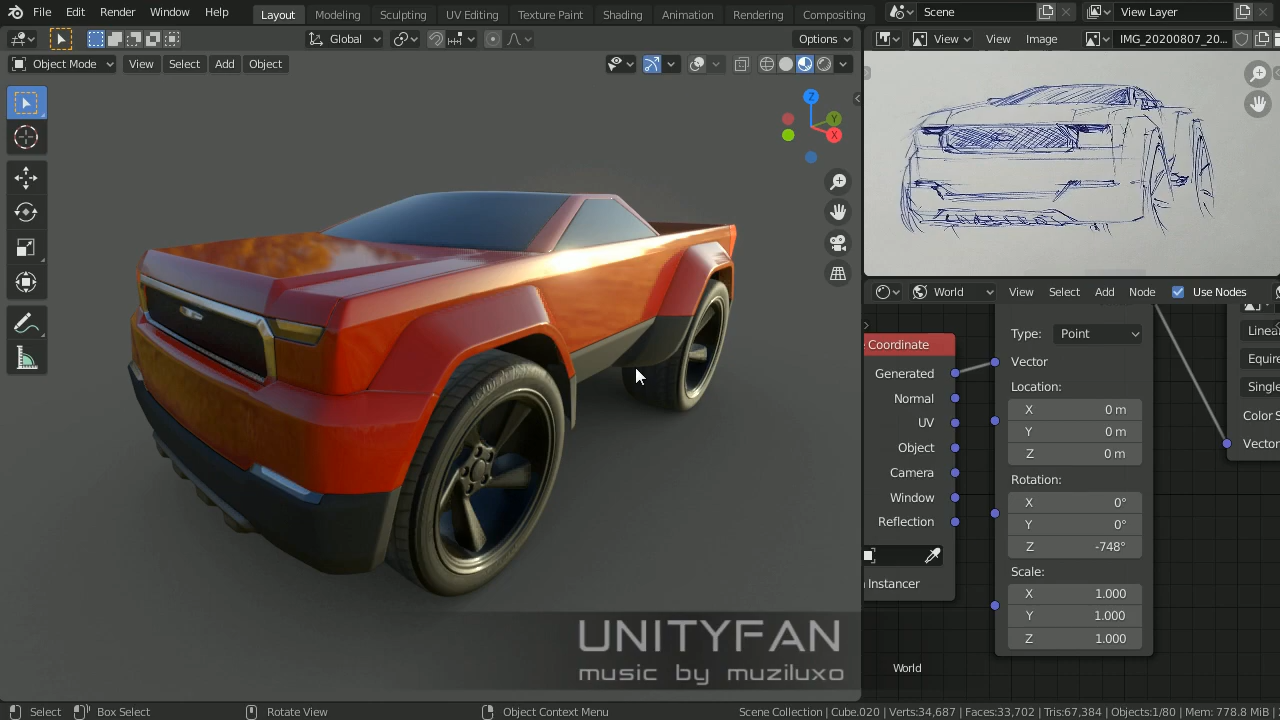 File Edit Render Window Help Layout Modeling Sculpting UV Editing Texture Paint Shading Animation Rendering Compositing Scene View Layer
Global Options View View Image IMG_20200807_20...
Object Mode View Select Add Object
Z
Y
X
World View Select Add Node Use Nodes
Coordinate
Generated
Normal
UV
Object
Camera
Window
Reflection
Instancer
Type: Point
Vector
Location:
X 0 m
Y 0 m
Z 0 m
Rotation:
X 0°
Y 0°
Z -748°
Scale:
X 1.000
Y 1.000
Z 1.000
Linea
Equire
Single
Color S
Vector
World
UNITYFAN
music by muziluxo
Select Box Select Rotate View Object Context Menu Scene Collection | Cube.020 | Verts:34,687 | Faces:33,702 | Tris:67,384 | Objects:1/80 | Mem: 778.8 MiB